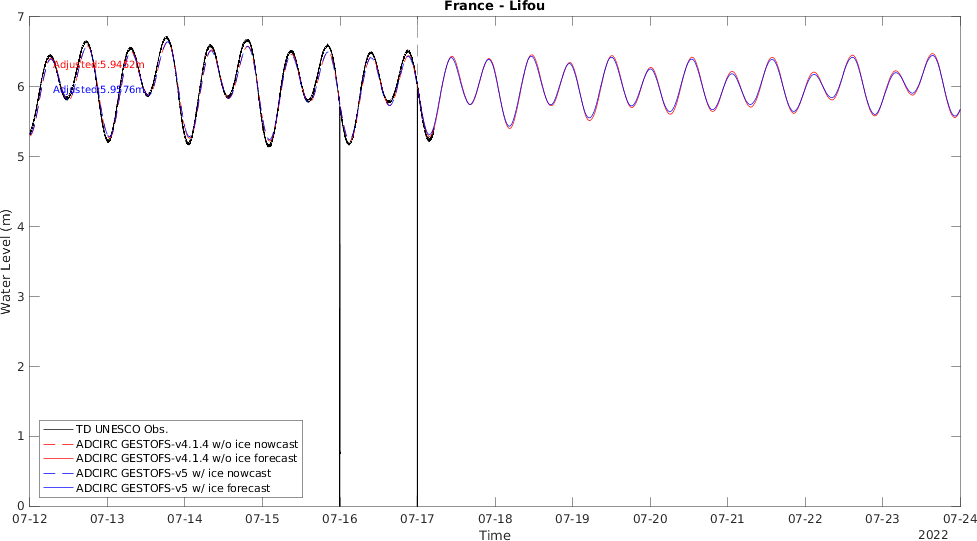 France - Lifou
7
6
5
4
3
2
1
0
Water Level (m)
Adjusted:5.9462m
Adjusted:5.9576m
TD UNESCO Obs.
ADCIRC GESTOFS-v4.1.4 w/o ice nowcast
ADCIRC GESTOFS-v4.1.4 w/o ice forecast
ADCIRC GESTOFS-v5 w/ ice nowcast
ADCIRC GESTOFS-v5 w/ ice forecast
07-12 07-13 07-14 07-15 07-16 07-17 07-18 07-19 07-20 07-21 07-22 07-23 07-24
Time
2022